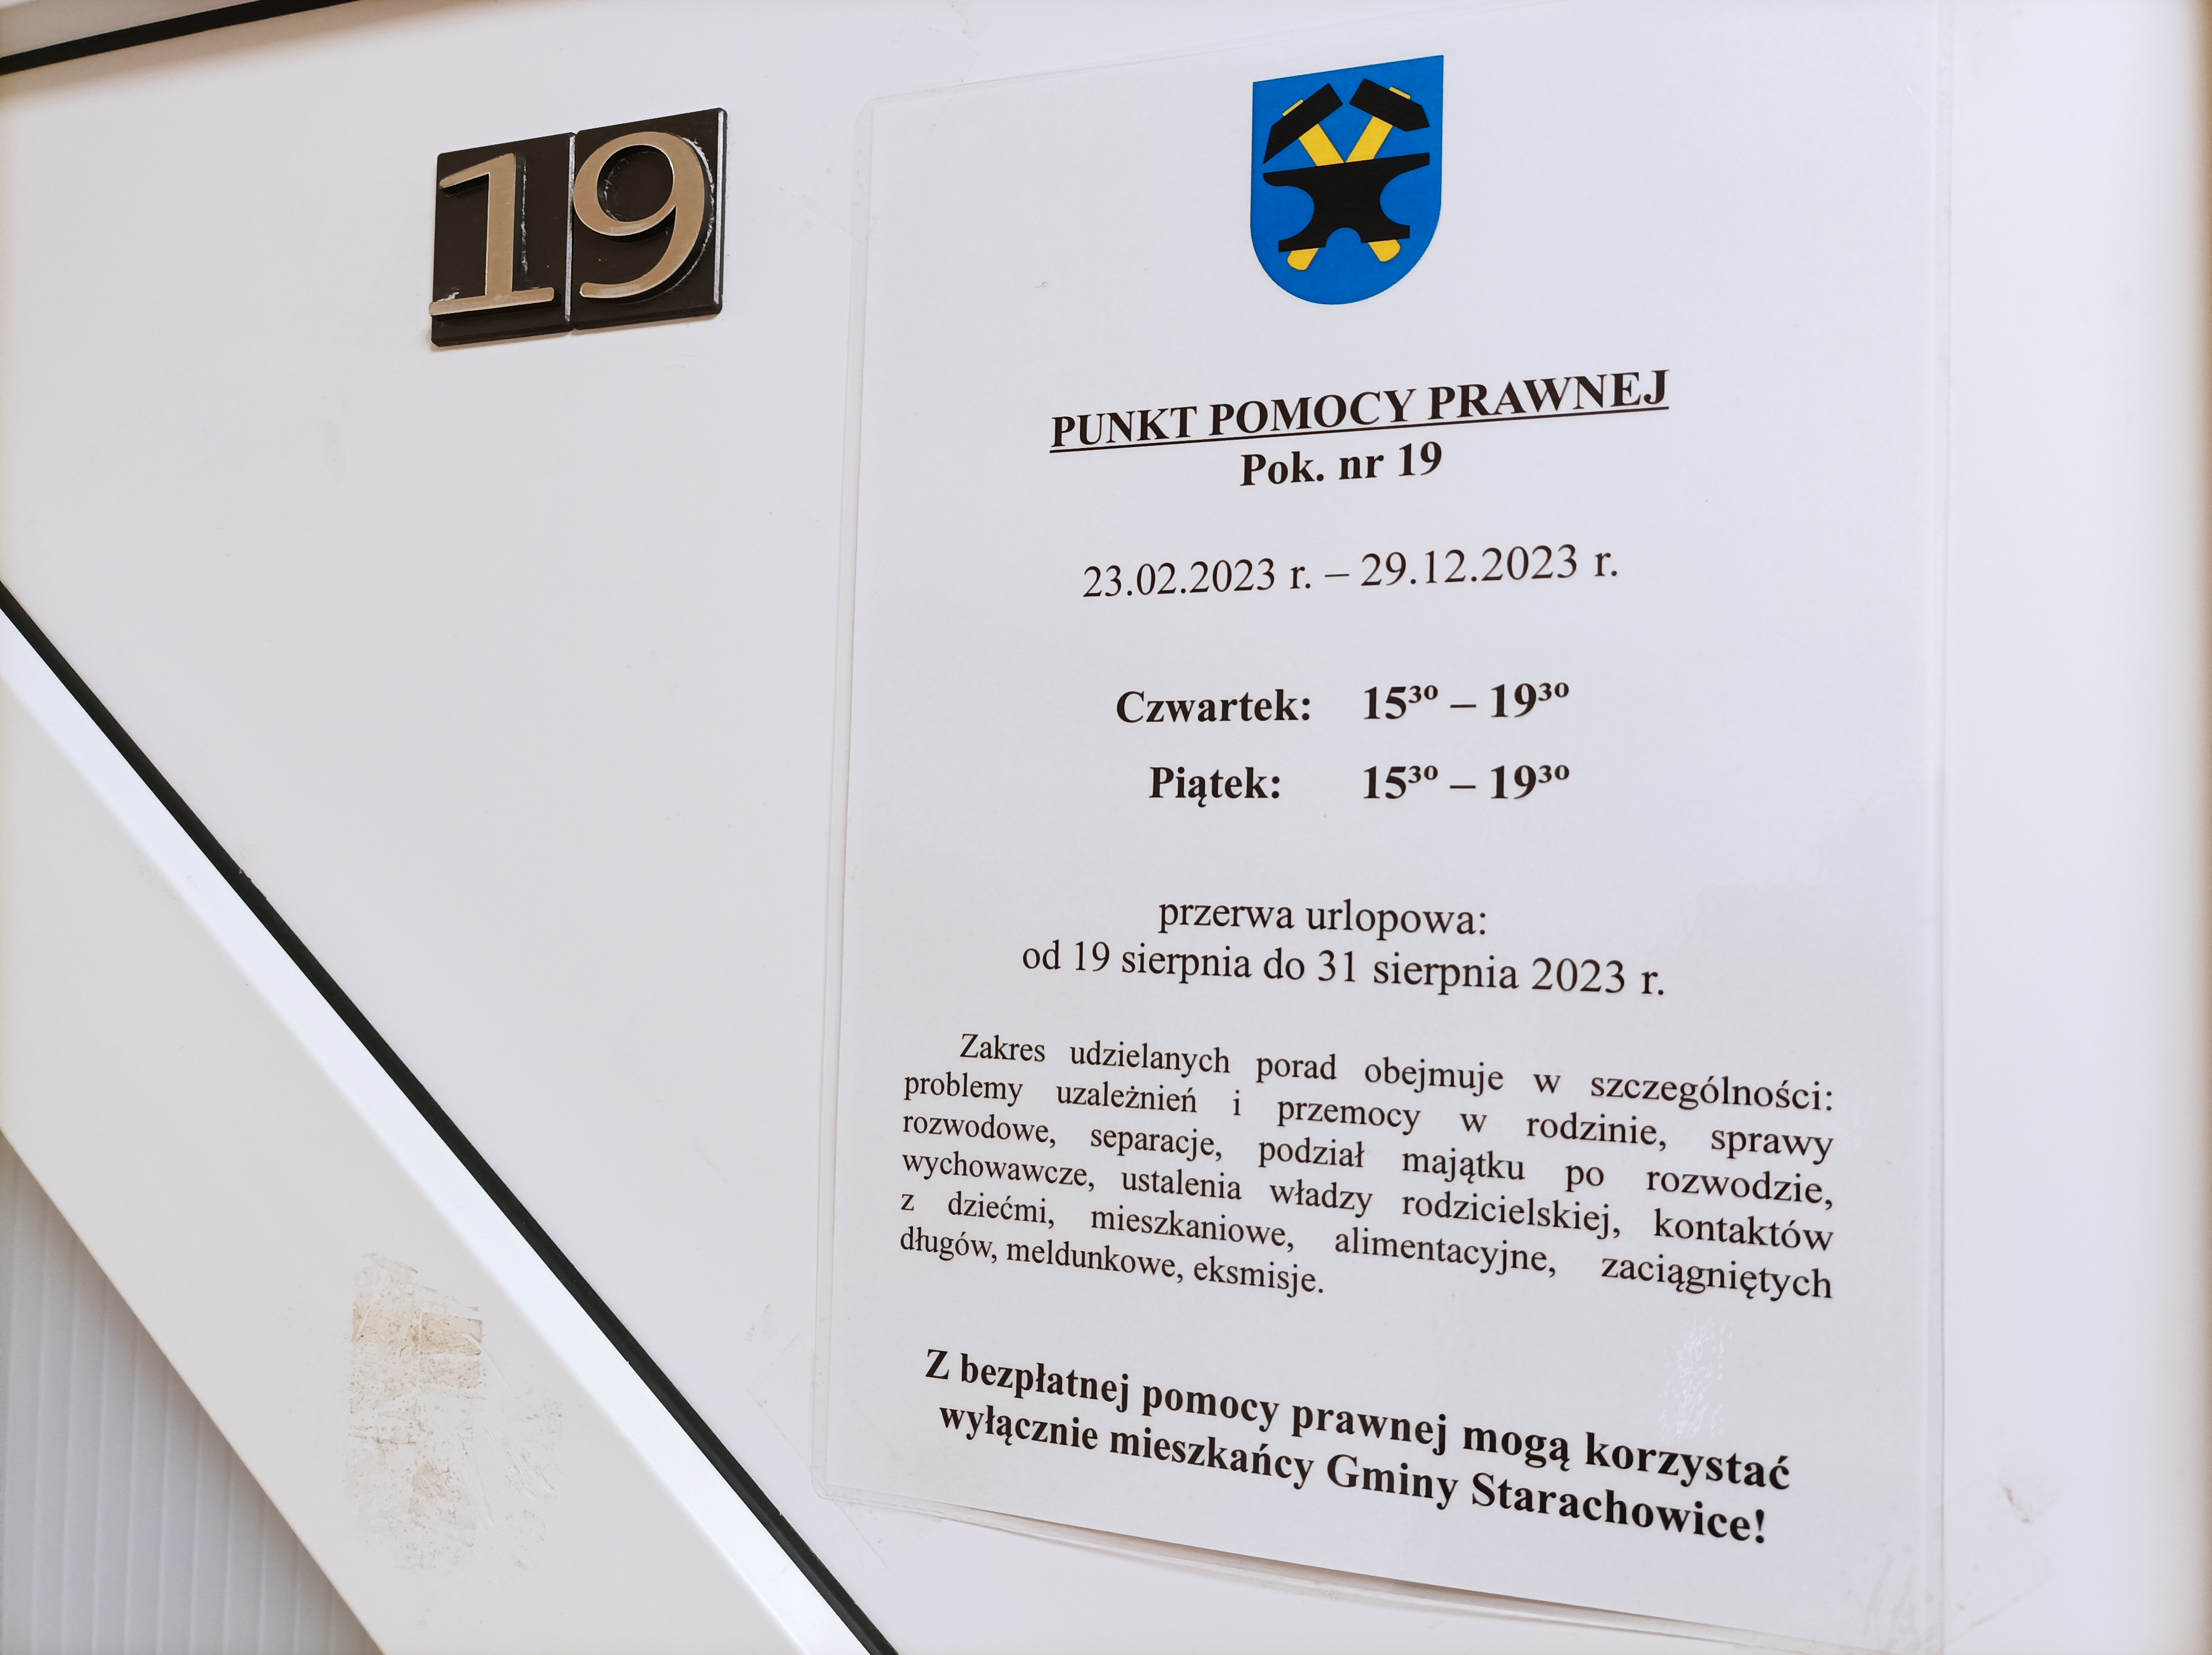 19
PUNKT POMOCY PRAWNEJ
Pok. nr 19
23.02.2023 r. – 29.12.2023 r.
Czwartek: 15³⁰ – 19³⁰
Piątek: 15³⁰ – 19³⁰
przerwa urlopowa:
od 19 sierpnia do 31 sierpnia 2023 r.
Zakres udzielanych porad obejmuje w szczególności:
problemy uzależnień i przemocy w rodzinie, sprawy
rozwodowe, separacje, podział majątku po rozwodzie,
wychowawcze, ustalenia władzy rodzicielskiej, kontaktów
z dziećmi, mieszkaniowe, alimentacyjne, zaciągniętych
długów, meldunkowe, eksmisje.
Z bezpłatnej pomocy prawnej mogą korzystać
wyłącznie mieszkańcy Gminy Starachowice!